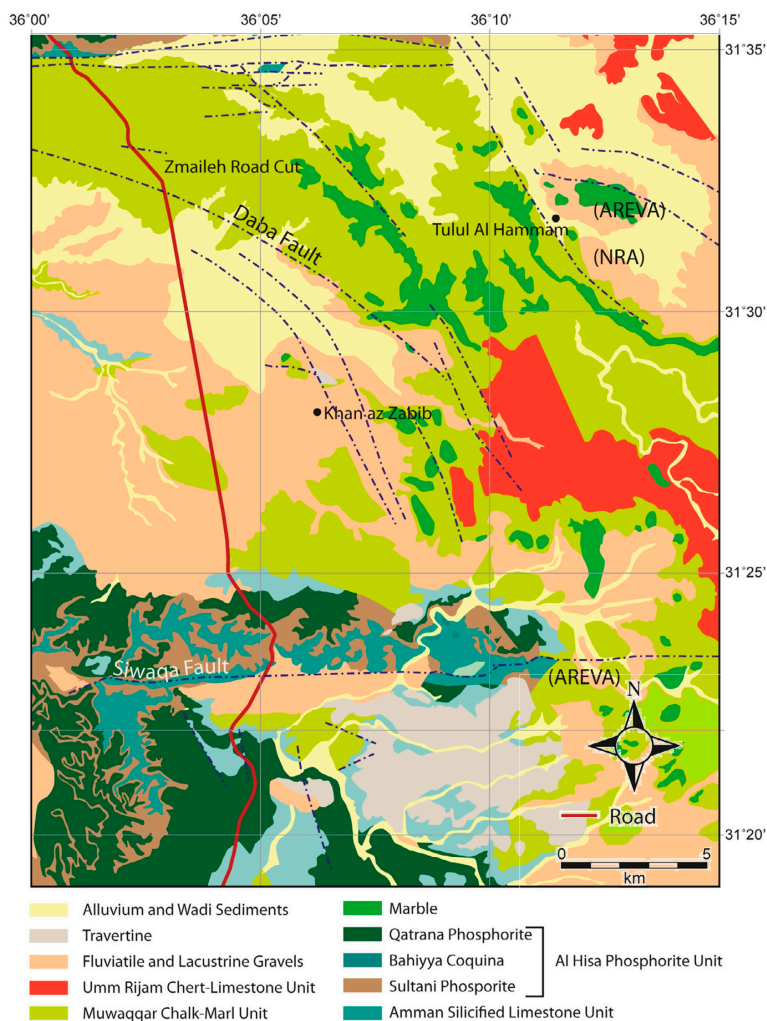 36°00' 36°05' 36°10' 36°15'
31°35'
Zmaileh Road Cut
Daba Fault
(AREVA)
Tulul Al Hammam
(NRA)
31°30'
Khan az Zabib
31°25'
Siwaqa Fault
(AREVA)
N
Road
31°20'
0 5
km
Alluvium and Wadi Sediments
Travertine
Fluviatile and Lacustrine Gravels
Umm Rijam Chert-Limestone Unit
Muwaqqar Chalk-Marl Unit
Marble
Qatrana Phosphorite
Bahiyya Coquina
Sultani Phosporite
Al Hisa Phosphorite Unit
Amman Silicified Limestone Unit